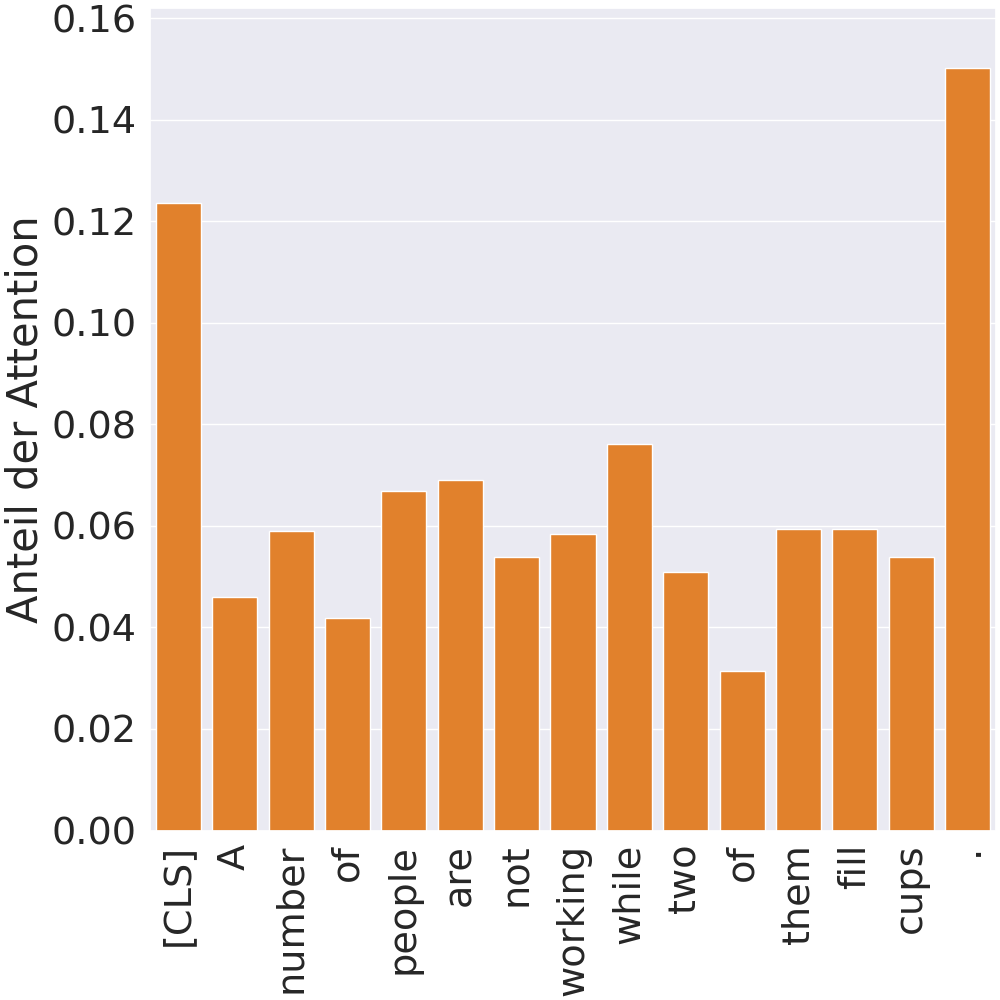 Anteil der Attention
0.16
0.14
0.12
0.10
0.08
0.06
0.04
0.02
0.00
[CLS]
A
number
of
people
are
not
working
while
two
of
them
fill
cups
.